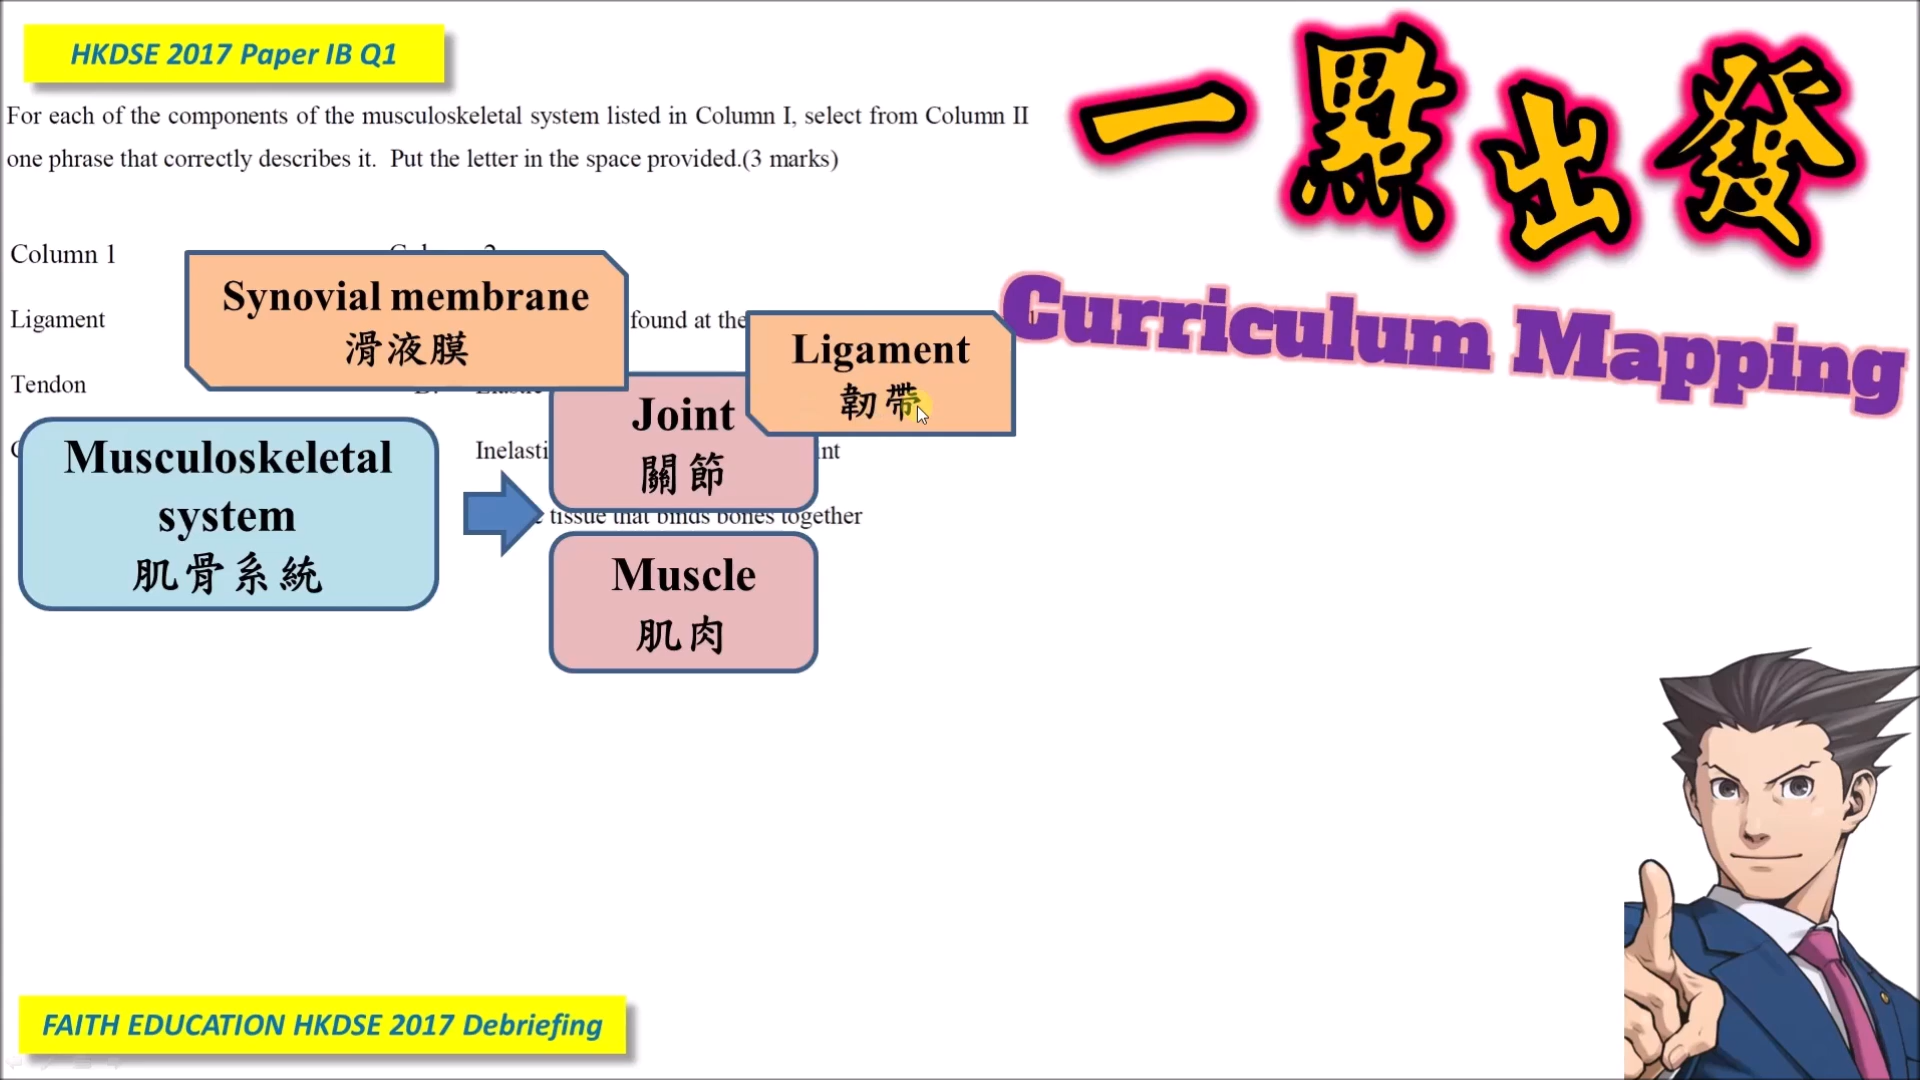 HKDSE 2017 Paper IB Q1
一點出發
For each of the components of the musculoskeletal system listed in Column I, select from Column II
one phrase that correctly describes it. Put the letter in the space provided.(3 marks)
Curriculum Mapping
Column 1
Synovial membrane
滑液膜
Ligament
found at the
Ligament
韌帶
Tendon
Joint
關節
Musculoskeletal
system
肌骨系統
tissue that binds bones together
Muscle
肌肉
FAITH EDUCATION HKDSE 2017 Debriefing